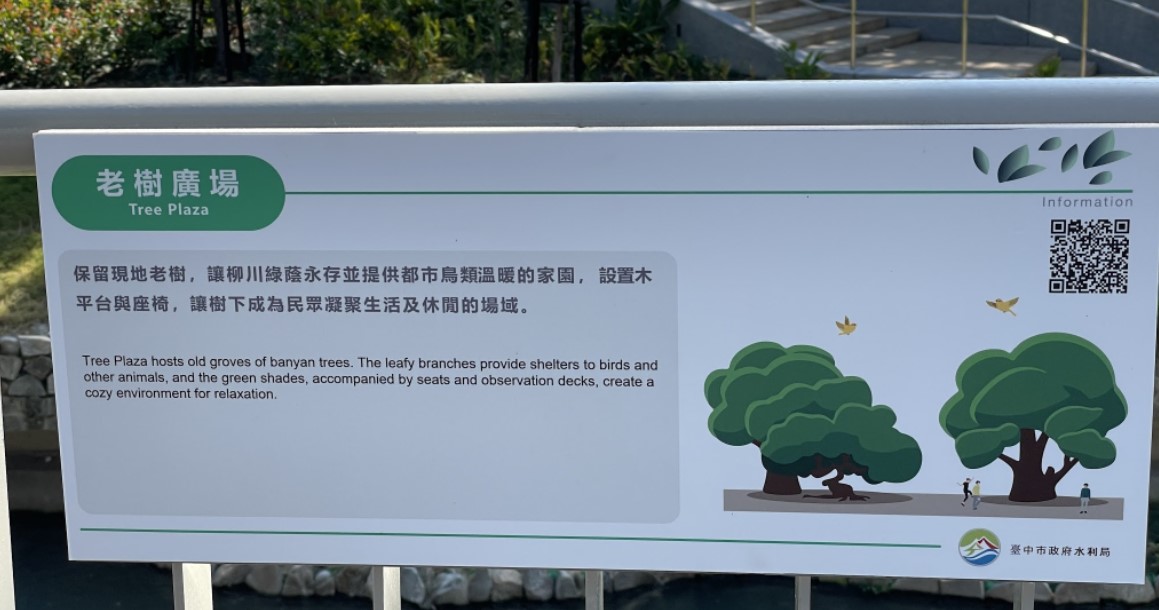 老樹廣場
Tree Plaza
Information
保留現地老樹，讓柳川綠蔭永存並提供都市鳥類溫暖的家園，設置木
平台與座椅，讓樹下成為民眾凝聚生活及休閒的場域。
Tree Plaza hosts old groves of banyan trees. The leafy branches provide shelters to birds and
other animals, and the green shades, accompanied by seats and observation decks, create a
cozy environment for relaxation.
臺中市政府水利局